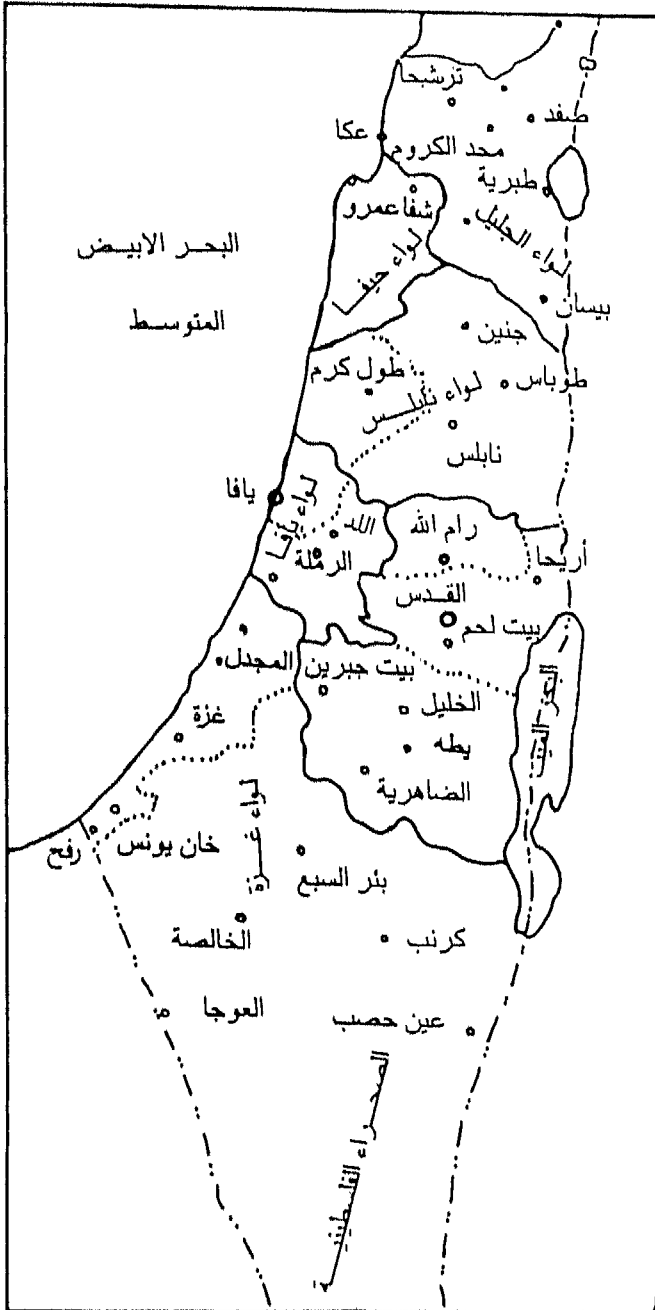 ترشيحا
صفد
عكا
مجد الكروم
طبرية
شفاعمرو
لواء الجليل
البحر الابيض
المتوسط
لواء حيفا
بيسان
جنين
طول كرم
طوباس
لواء نابلس
نابلس
يافا
لواء يافا
اللد
الرملة
رام الله
أريحا
القدس
بيت لحم
البحر الميت
المجدل
بيت جبرين
الخليل
يطه
الضاهرية
غزة
لواء غزة
خان يونس
رفح
بئر السبع
الخالصة
كرنب
العوجا
عين حصب
الصحراء الفلسطينية